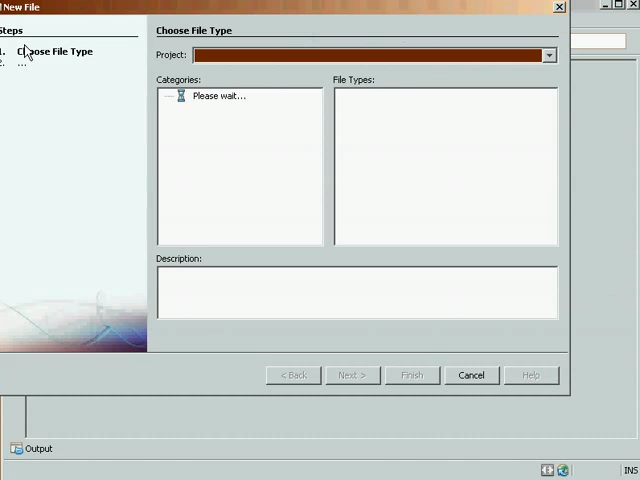 New File
Steps
Choose File Type
1. Choose File Type
2. ...
Project:
Categories:
File Types:
Please wait...
Description:
< Back
Next >
Finish
Cancel
Help
Output
INS